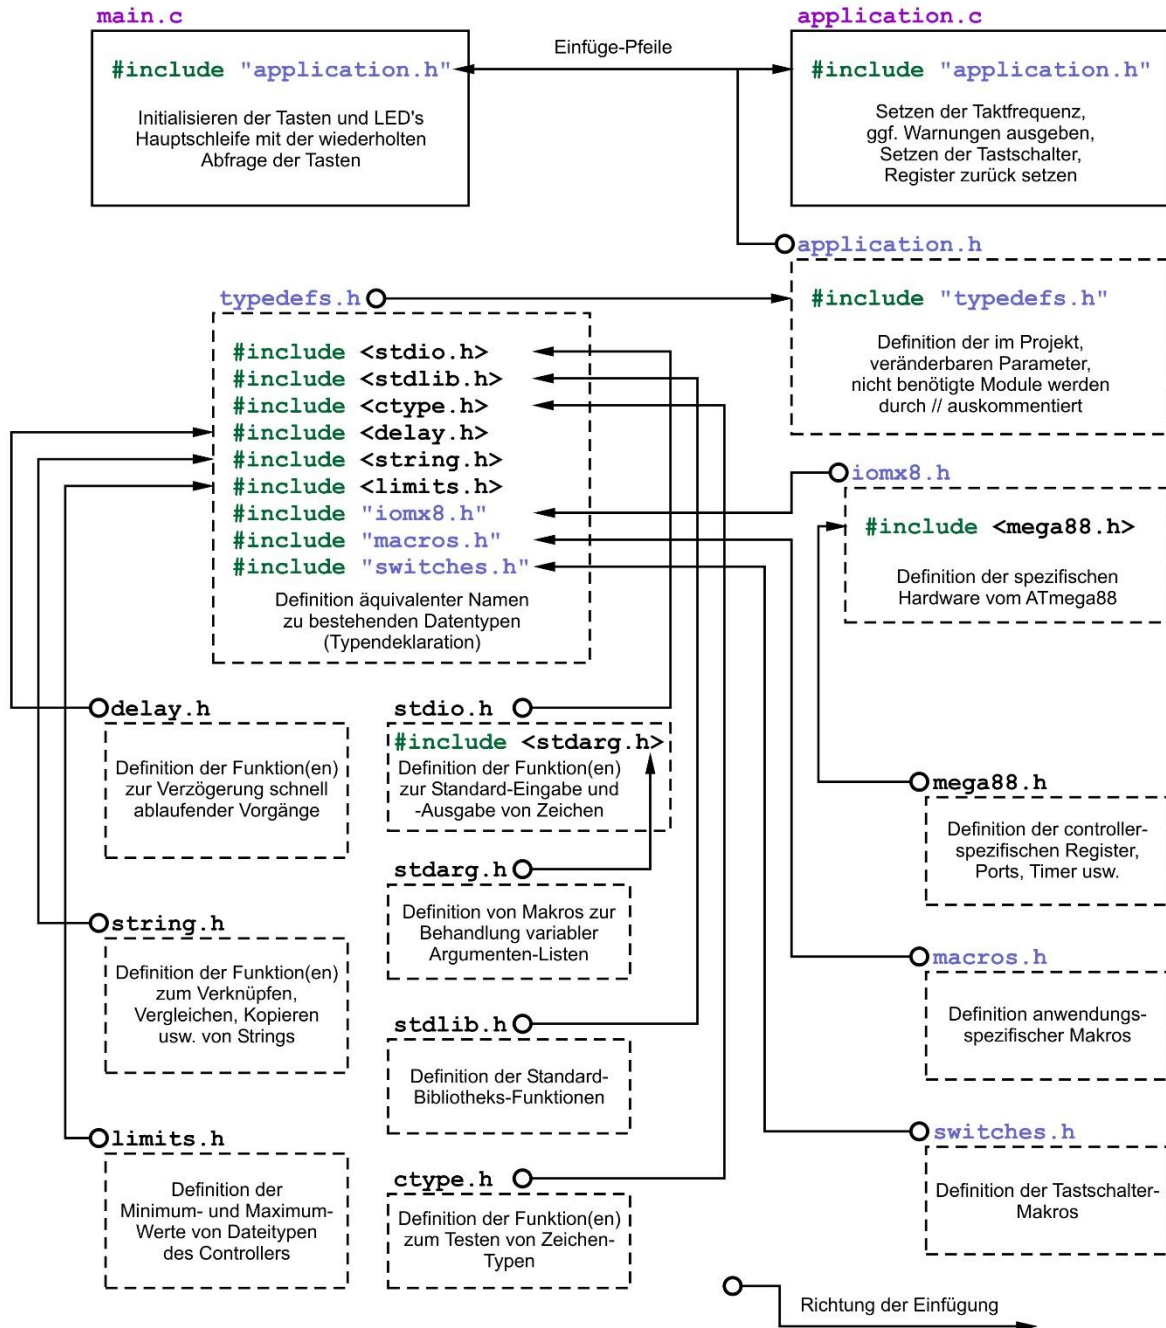 main.c
#include "application.h"
Initialisieren der Tasten und LED's
Hauptschleife mit der wiederholten
Abfrage der Tasten
Einfüge-Pfeile
application.c
#include "application.h"
Setzen der Taktfrequenz,
ggf. Warnungen ausgeben,
Setzen der Tastschalter,
Register zurück setzen
application.h
#include "typedefs.h"
Definition der im Projekt,
veränderbaren Parameter,
nicht benötigte Module werden
durch // auskommentiert
typedefs.h
#include <stdio.h>
#include <stdlib.h>
#include <ctype.h>
#include <delay.h>
#include <string.h>
#include <limits.h>
#include "iomx8.h"
#include "macros.h"
#include "switches.h"
Definition äquivalenter Namen
zu bestehenden Datentypen
(Typendeklaration)
iomx8.h
#include <mega88.h>
Definition der spezifischen
Hardware vom ATmega88
delay.h
Definition der Funktion(en)
zur Verzögerung schnell
ablaufender Vorgänge
stdio.h
#include <stdarg.h>
Definition der Funktion(en)
zur Standard-Eingabe und
-Ausgabe von Zeichen
mega88.h
Definition der controller-
spezifischen Register,
Ports, Timer usw.
stdarg.h
Definition von Makros zur
Behandlung variabler
Argumenten-Listen
string.h
Definition der Funktion(en)
zum Verknüpfen,
Vergleichen, Kopieren
usw. von Strings
macros.h
Definition anwendungs-
spezifischer Makros
stdlib.h
Definition der Standard-
Bibliotheks-Funktionen
limits.h
Definition der
Minimum- und Maximum-
Werte von Dateitypen
des Controllers
ctype.h
Definition der Funktion(en)
zum Testen von Zeichen-
Typen
switches.h
Definition der Tastschalter-
Makros
Richtung der Einfügung